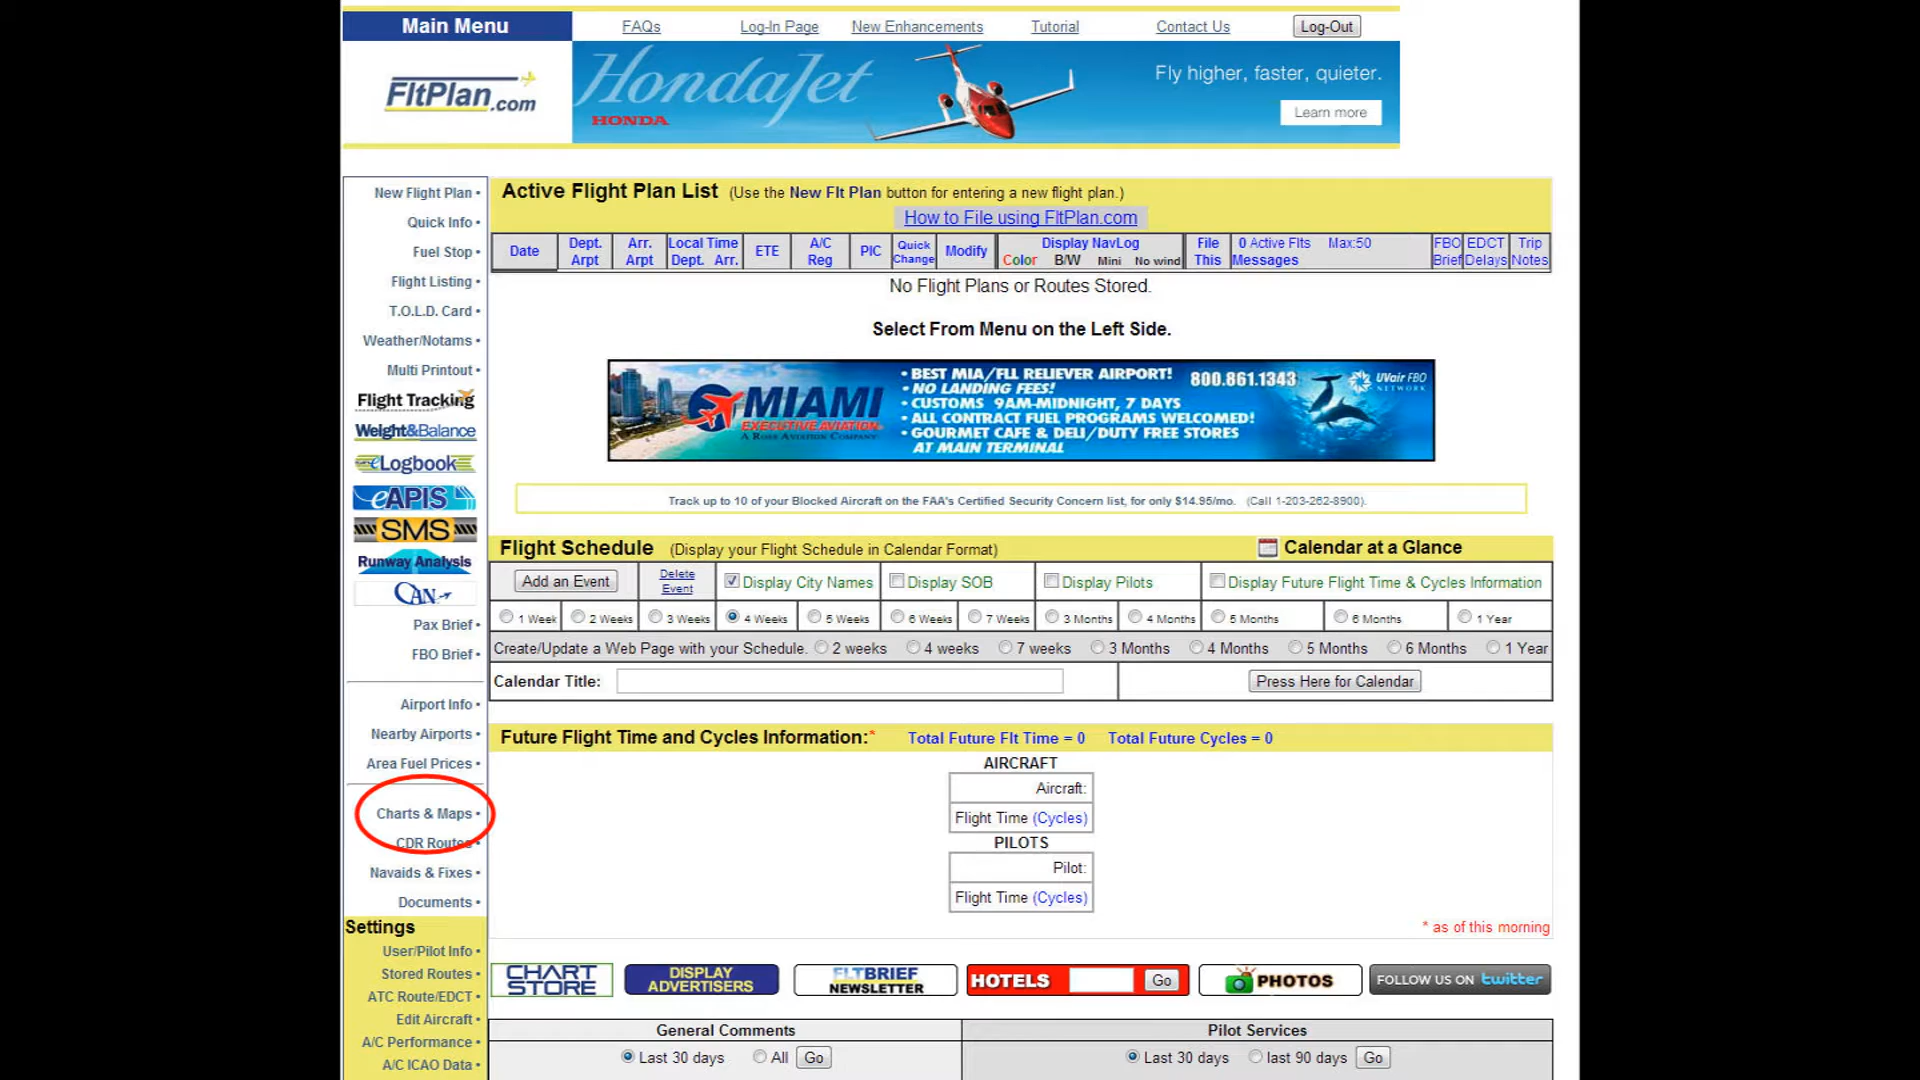 Main Menu
FAQs Log-In Page New Enhancements Tutorial Contact Us Log-Out
FltPlan.com
HondaJet
HONDA
Fly higher, faster, quieter.
Learn more
New Flight Plan •
Quick Info •
Fuel Stop •
Flight Listing •
T.O.L.D. Card •
Weather/Notams •
Multi Printout •
Flight Tracking
Weight&Balance
eLogbook
eAPIS
SMS
Runway Analysis
CAN
Pax Brief •
FBO Brief •
Airport Info •
Nearby Airports •
Area Fuel Prices •
Charts & Maps •
CDR Routes •
Navaids & Fixes •
Documents •
Settings
User/Pilot Info •
Stored Routes •
ATC Route/EDCT •
Edit Aircraft •
A/C Performance •
A/C ICAO Data •
Active Flight Plan List (Use the New Flt Plan button for entering a new flight plan.)
How to File using FltPlan.com
Date Dept. Arpt Arr. Arpt Local Time Dept. Arr. ETE A/C Reg PIC Quick Change Modify Display NavLog Color B/W Mini No wind File This 0 Active Flts Max:50 Messages FBO Brief EDCT Delays Trip Notes
No Flight Plans or Routes Stored.
Select From Menu on the Left Side.
MIAMI
EXECUTIVE AVIATION
A ROSS AVIATION COMPANY
• BEST MIA/FLL RELIEVER AIRPORT!
• NO LANDING FEES!
• CUSTOMS 9AM-MIDNIGHT, 7 DAYS
• ALL CONTRACT FUEL PROGRAMS WELCOMED!
• GOURMET CAFE & DELI/DUTY FREE STORES
AT MAIN TERMINAL
800.861.1343
UVair FBO
NETWORK
Track up to 10 of your Blocked Aircraft on the FAA's Certified Security Concern list, for only $14.95/mo. (Call 1-203-262-8900).
Flight Schedule (Display your Flight Schedule in Calendar Format) Calendar at a Glance
Add an Event Delete Event Display City Names Display SOB Display Pilots Display Future Flight Time & Cycles Information
1 Week 2 Weeks 3 Weeks 4 Weeks 5 Weeks 6 Weeks 7 Weeks 3 Months 4 Months 5 Months 6 Months 1 Year
Create/Update a Web Page with your Schedule. 2 weeks 4 weeks 7 weeks 3 Months 4 Months 5 Months 6 Months 1 Year
Calendar Title: Press Here for Calendar
Future Flight Time and Cycles Information:* Total Future Flt Time = 0 Total Future Cycles = 0
AIRCRAFT
Aircraft:
Flight Time (Cycles)
PILOTS
Pilot:
Flight Time (Cycles)
* as of this morning
CHART STORE
DISPLAY ADVERTISERS
FLTBRIEF NEWSLETTER
HOTELS Go
PHOTOS
FOLLOW US ON twitter
General Comments Pilot Services
Last 30 days All Go Last 30 days last 90 days Go